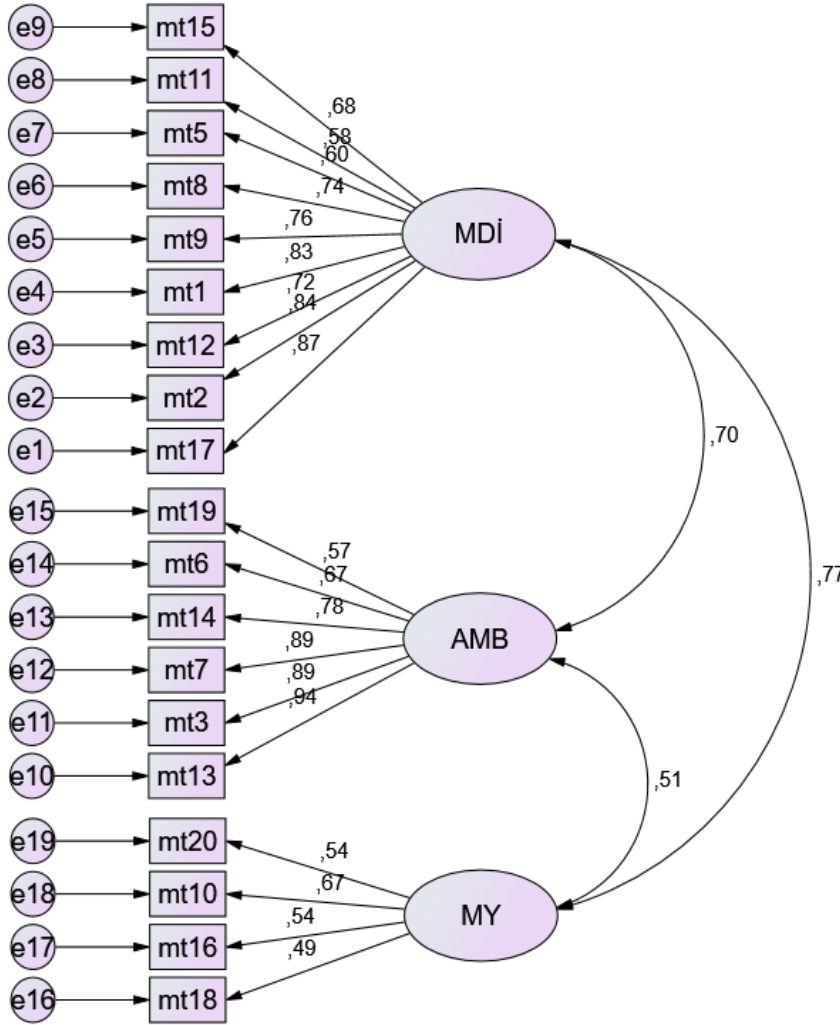 e9 mt15
,68
e8 mt11
,58
e7 mt5
,60
e6 mt8
,74
e5 mt9
,76
MDİ
e4 mt1
,83
e3 mt12
,72
e2 mt2
,84
e1 mt17
,87
,70
e15 mt19
,57
e14 mt6
,67
,77
e13 mt14
,78
e12 mt7
,89
AMB
e11 mt3
,89
e10 mt13
,94
,51
e19 mt20
,54
e18 mt10
,67
MY
e17 mt16
,54
e16 mt18
,49